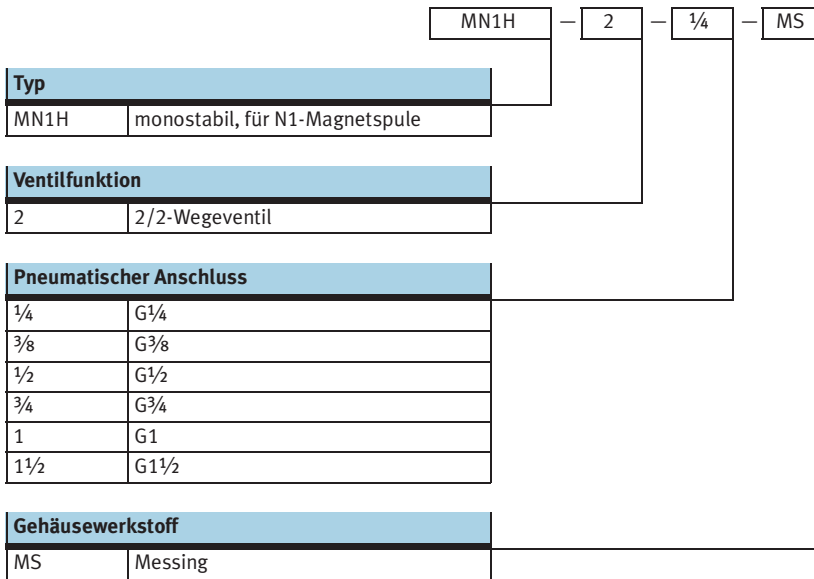 MN1H — 2 — ¼ — MS
Typ
MN1H monostabil, für N1-Magnetspule
Ventilfunktion
2 2/2-Wegeventil
Pneumatischer Anschluss
¼ G¼
⅜ G⅜
½ G½
¾ G¾
1 G1
1½ G1½
Gehäusewerkstoff
MS Messing